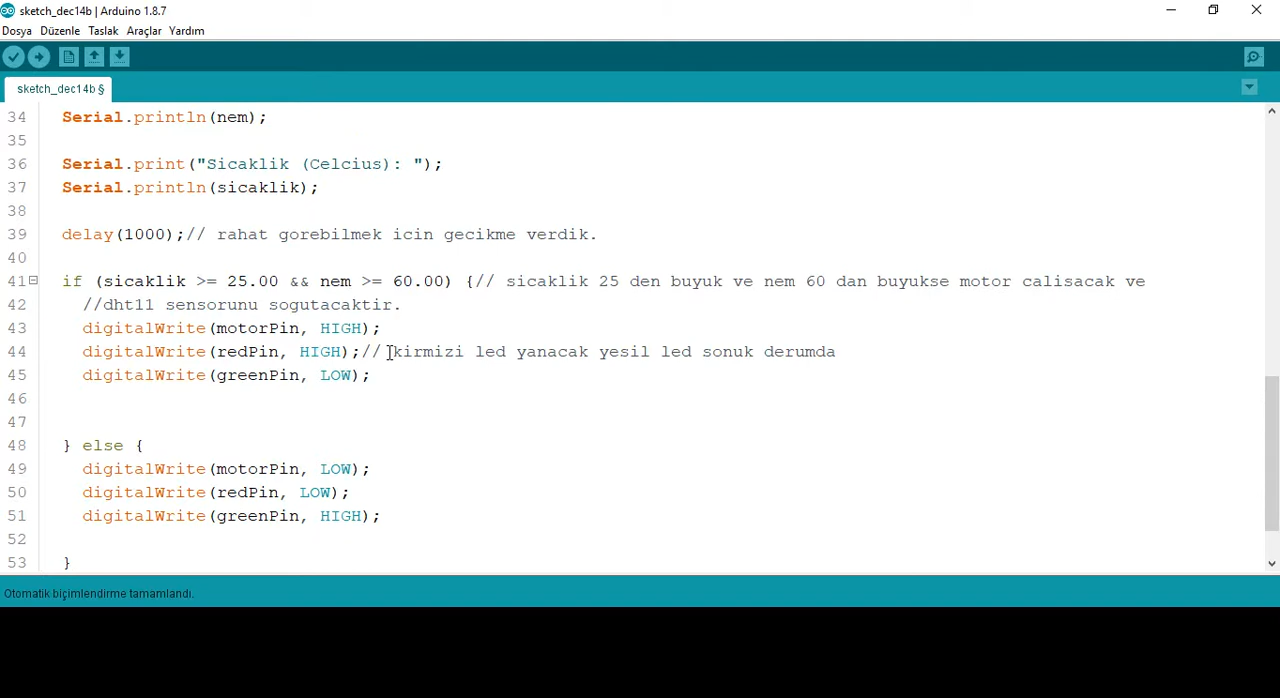 sketch_dec14b | Arduino 1.8.7
Dosya Düzenle Taslak Araçlar Yardım
sketch_dec14b §
34 Serial.println(nem);
35
36 Serial.print("Sicaklik (Celcius): ");
37 Serial.println(sicaklik);
38
39 delay(1000);// rahat gorebilmek icin gecikme verdik.
40
41 if (sicaklik >= 25.00 && nem >= 60.00) {// sicaklik 25 den buyuk ve nem 60 dan buyukse motor calisacak ve
42 //dht11 sensorunu sogutacaktir.
43 digitalWrite(motorPin, HIGH);
44 digitalWrite(redPin, HIGH);// kirmizi led yanacak yesil led sonuk derumda
45 digitalWrite(greenPin, LOW);
46
47
48 } else {
49 digitalWrite(motorPin, LOW);
50 digitalWrite(redPin, LOW);
51 digitalWrite(greenPin, HIGH);
52
53 }
Otomatik biçimlendirme tamamlandı.